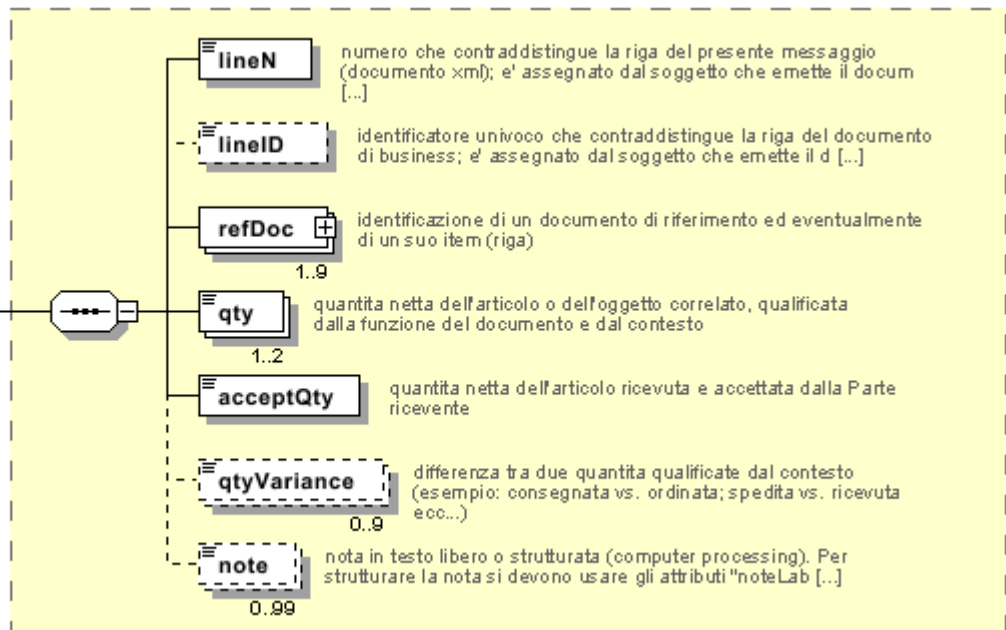 lineN
numero che contraddistingue la riga del presente messaggio
(documento xml); e' assegnato dal soggetto che emette il docum
[...]
lineID
identificatore univoco che contraddistingue la riga del documento
di business; e' assegnato dal soggetto che emette il d [...]
refDoc
identificazione di un documento di riferimento ed eventualmente
di un suo item (riga)
1..9
qty
quantita netta dell'articolo o dell'oggetto correlato, qualificata
dalla funzione del documento e dal contesto
1..2
acceptQty
quantita netta dell'articolo ricevuta e accettata dalla Parte
ricevente
qtyVariance
differenza tra due quantita qualificate dal contesto
(esempio: consegnata vs. ordinata; spedita vs. ricevuta
ecc...)
0..9
note
nota in testo libero o strutturata (computer processing). Per
strutturare la nota si devono usare gli attributi "noteLab [...]
0..99